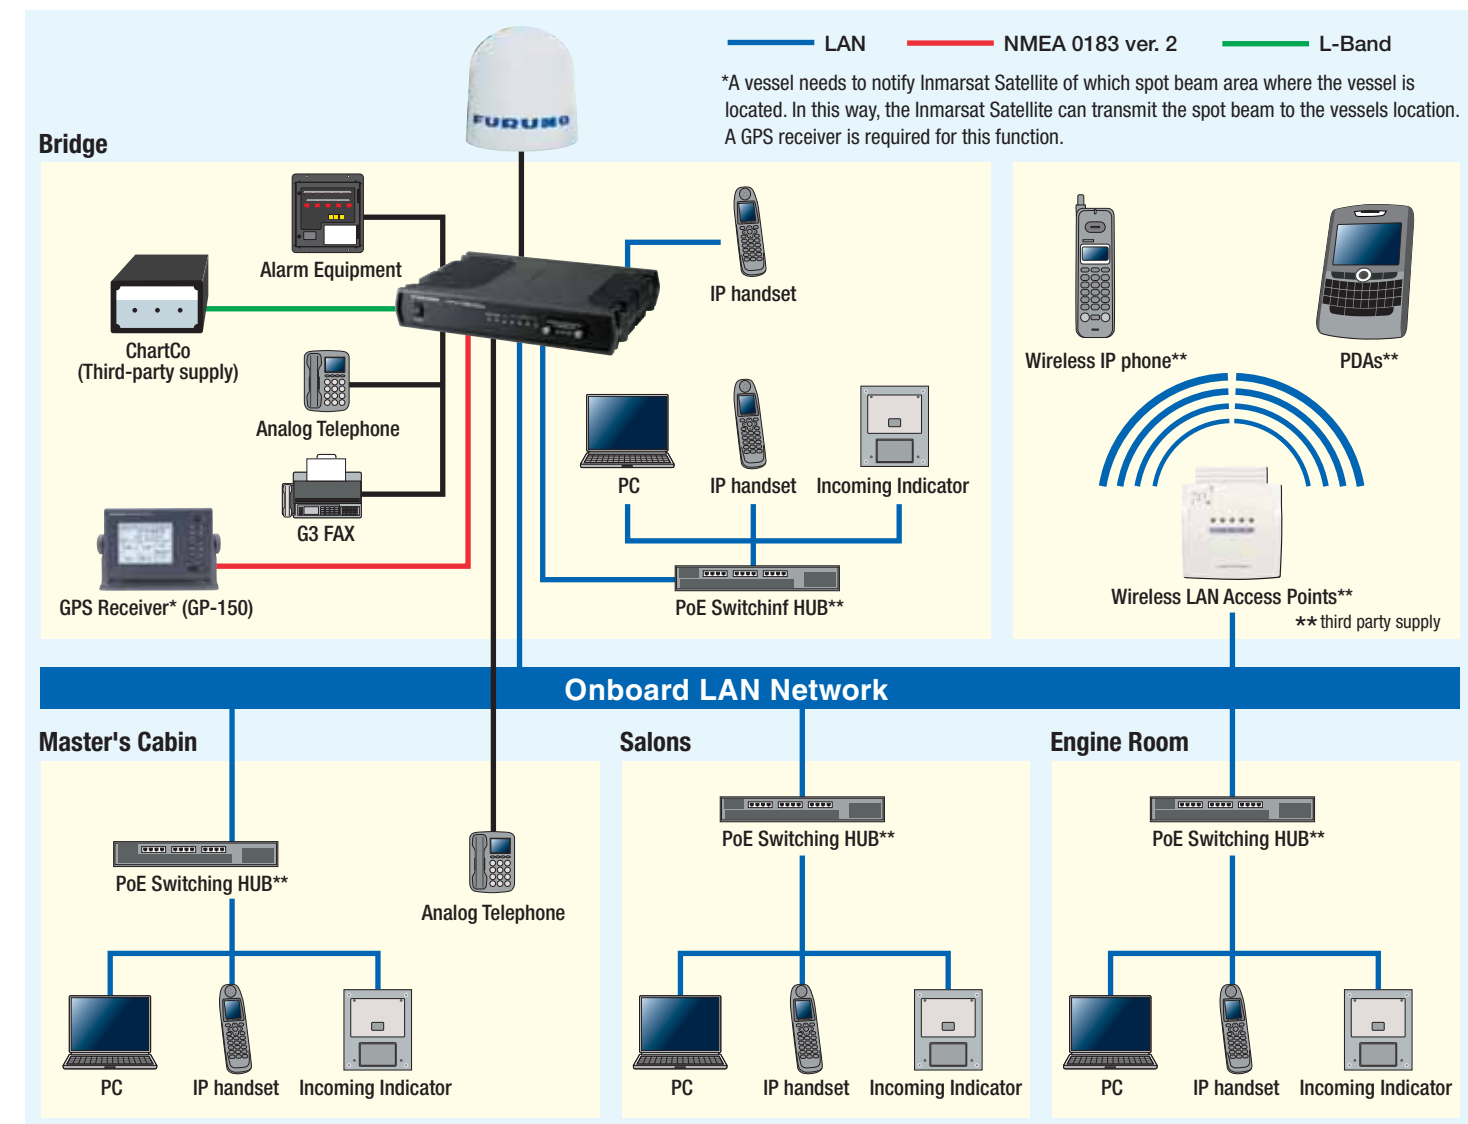 LAN
NMEA 0183 ver. 2
L-Band
*A vessel needs to notify Inmarsat Satellite of which spot beam area where the vessel is
located. In this way, the Inmarsat Satellite can transmit the spot beam to the vessels location.
A GPS receiver is required for this function.
FURUNO
Bridge
Alarm Equipment
IP handset
ChartCo
(Third-party supply)
Analog Telephone
G3 FAX
GPS Receiver* (GP-150)
PC
IP handset
Incoming Indicator
PoE Switchinf HUB**
Wireless IP phone**
PDAs**
Wireless LAN Access Points**
**third party supply
Onboard LAN Network
Master's Cabin
PoE Switching HUB**
Analog Telephone
PC
IP handset
Incoming Indicator
Salons
PoE Switching HUB**
PC
IP handset
Incoming Indicator
Engine Room
PoE Switching HUB**
PC
IP handset
Incoming Indicator